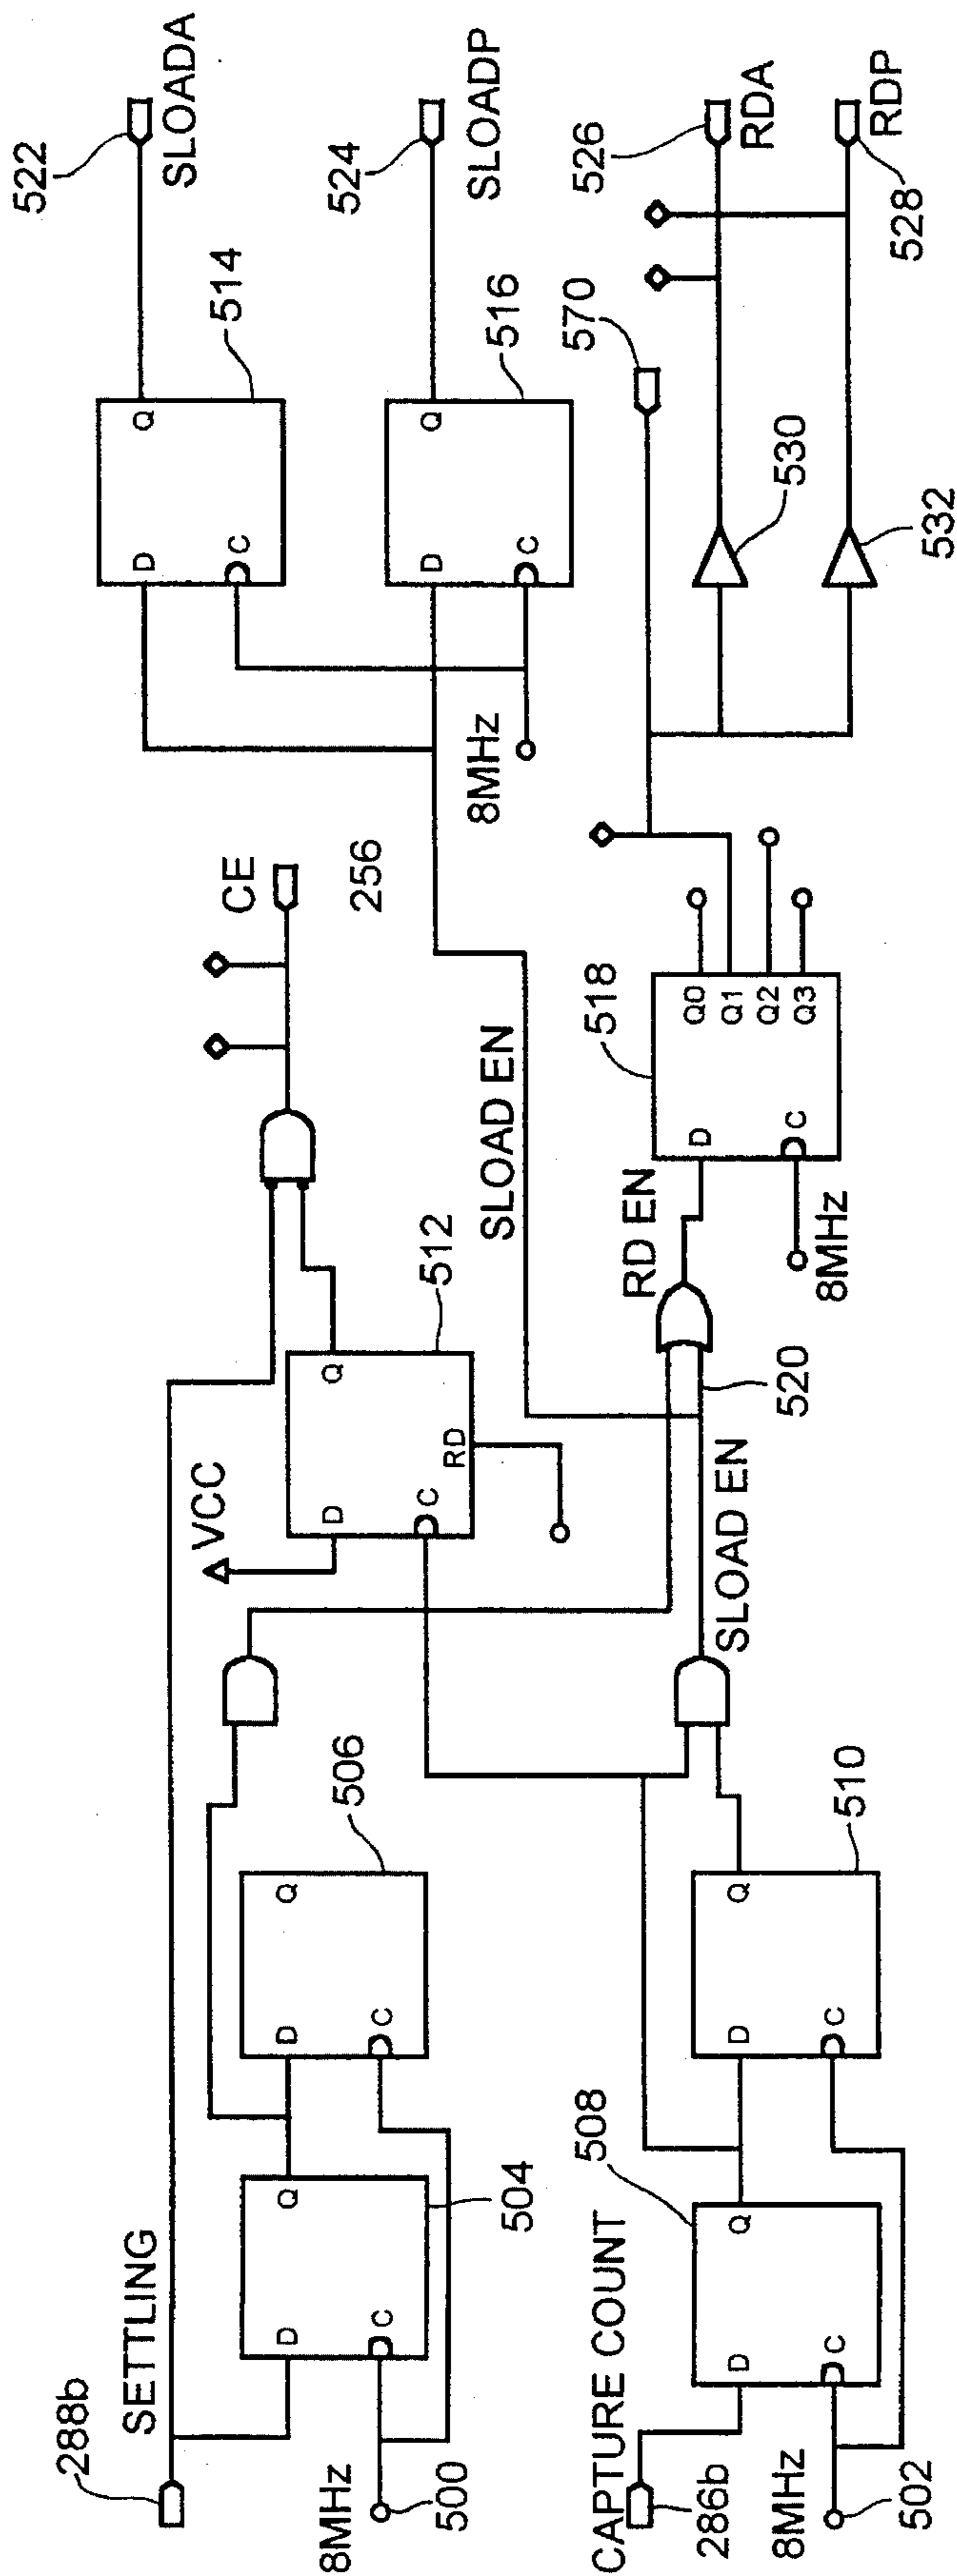 288b
SETTLING
8MHz
500
D
Q
C
504
D
Q
C
506
VCC
D
Q
C
RD
512
CE
256
D
Q
C
514
522
SLOADA
D
Q
C
516
524
SLOADP
8MHz
SLOAD EN
CAPTURE COUNT
286b
8MHz
502
508
D
Q
C
D
Q
C
510
SLOAD EN
520
RD EN
8MHz
518
D
C
Q0
Q1
Q2
Q3
570
530
532
526
RDA
528
RDP